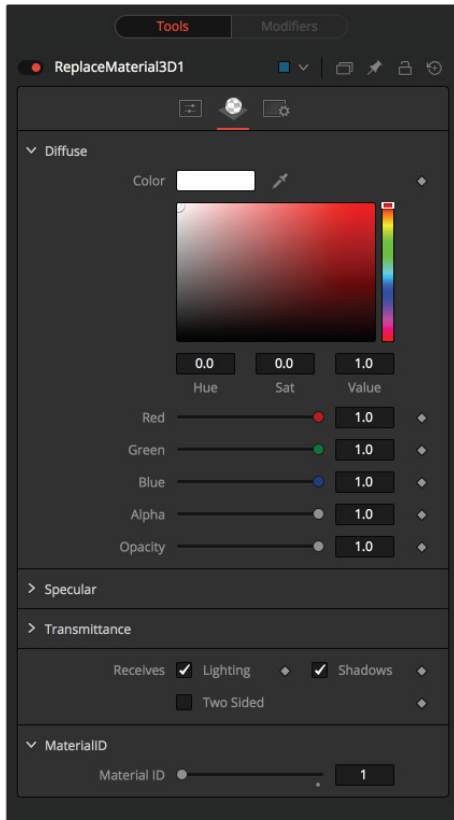 Tools Modifiers
ReplaceMaterial3D1
Diffuse
Color
0.0 0.0 1.0
Hue Sat Value
Red 1.0
Green 1.0
Blue 1.0
Alpha 1.0
Opacity 1.0
Specular
Transmittance
Receives Lighting Shadows
Two Sided
MaterialID
Material ID 1